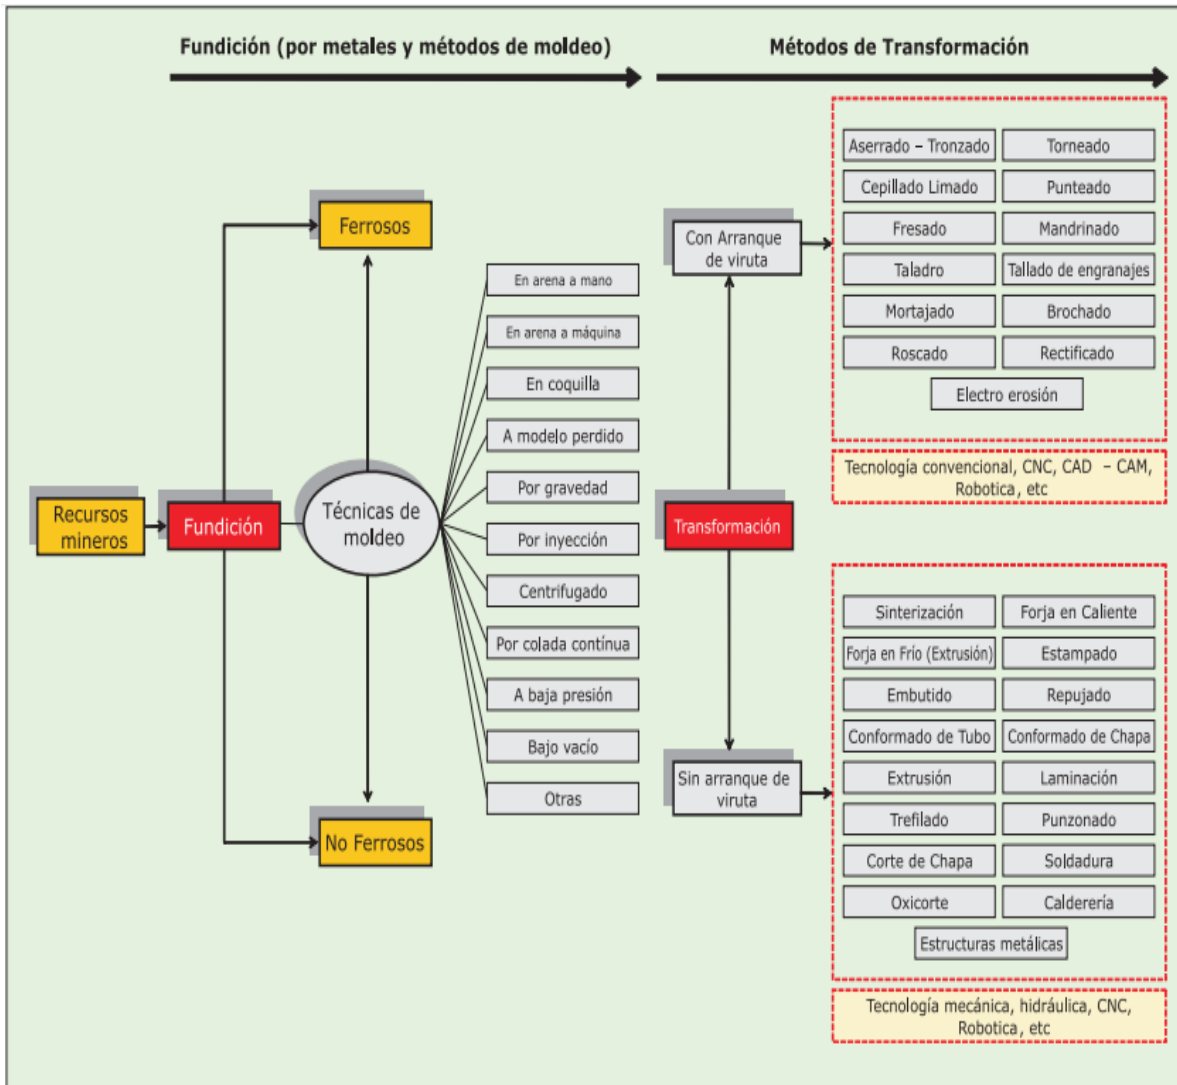 Fundición (por metales y métodos de moldeo)
Métodos de Transformación
Recursos
mineros
Fundición
Ferrosos
Técnicas de
moldeo
No Ferrosos
En arena a mano
En arena a máquina
En coquilla
A modelo perdido
Por gravedad
Por inyección
Centrifugado
Por colada contínua
A baja presión
Bajo vacío
Otras
Transformación
Con Arranque
de viruta
Aserrado – Tronzado
Torneado
Cepillado Limado
Punteado
Fresado
Mandrinado
Taladro
Tallado de engranajes
Mortajado
Brochado
Roscado
Rectificado
Electro erosión
Tecnología convencional, CNC, CAD – CAM,
Robotica, etc
Sin arranque de
viruta
Sinterización
Forja en Caliente
Forja en Frío (Extrusión)
Estampado
Embutido
Repujado
Conformado de Tubo
Conformado de Chapa
Extrusión
Laminación
Trefilado
Punzonado
Corte de Chapa
Soldadura
Oxicorte
Calderería
Estructuras metálicas
Tecnología mecánica, hidráulica, CNC,
Robotica, etc